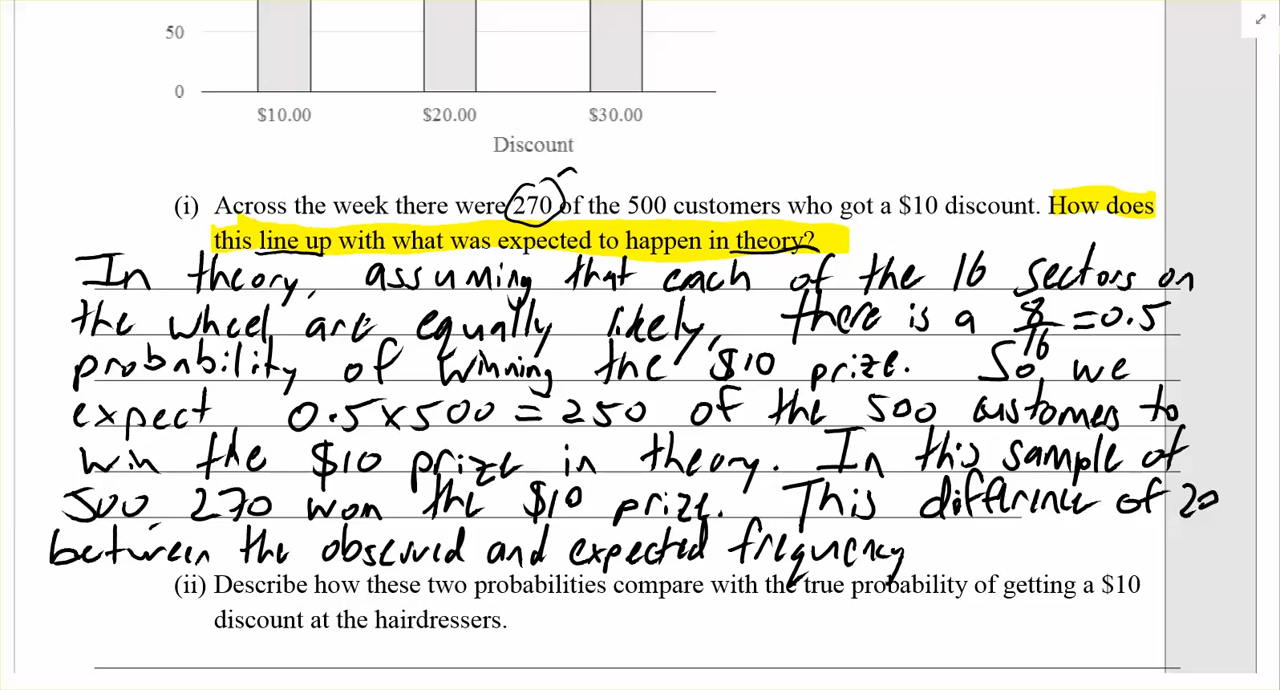 50
0
$10.00 $20.00 $30.00
Discount
(i) Across the week there were 270 of the 500 customers who got a $10 discount. How does
this line up with what was expected to happen in theory?
In theory, assuming that each of the 16 sectors on
the wheel are equally likely, there is a 8/16 = 0.5
probability of winning the $10 prize. So we
expect 0.5 x 500 = 250 of the 500 customers to
win the $10 prize in theory. In this sample of
500, 270 won the $10 prize. This difference of 20
between the observed and expected frequency
(ii) Describe how these two probabilities compare with the true probability of getting a $10
discount at the hairdressers.